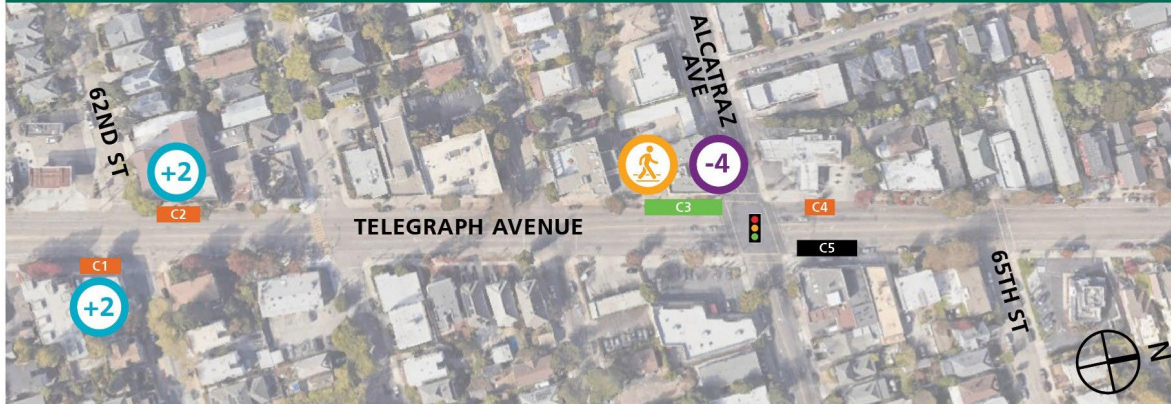 ALCATRAZ
AVE
62ND ST
+2
-4
C2
C3
C4
TELEGRAPH AVENUE
C5
C1
+2
65TH ST
N